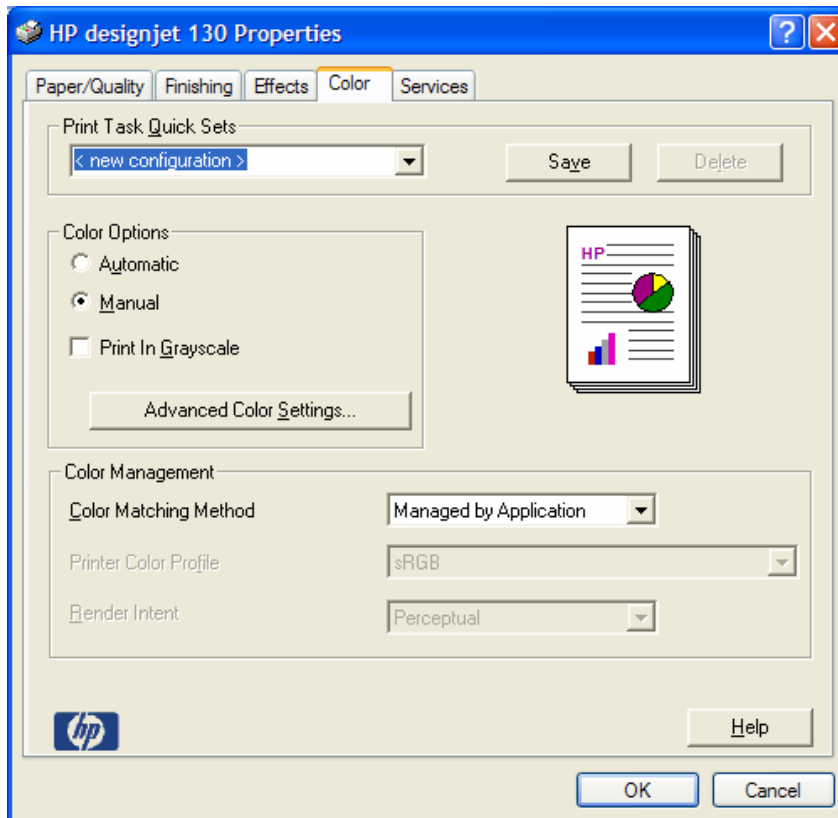 HP designjet 130 Properties
Paper/Quality Finishing Effects Color Services
Print Task Quick Sets
< new configuration > Save Delete
Color Options
Automatic
Manual
Print In Grayscale
Advanced Color Settings...
HP
Color Management
Color Matching Method Managed by Application
Printer Color Profile sRGB
Render Intent Perceptual
hp Help
OK Cancel